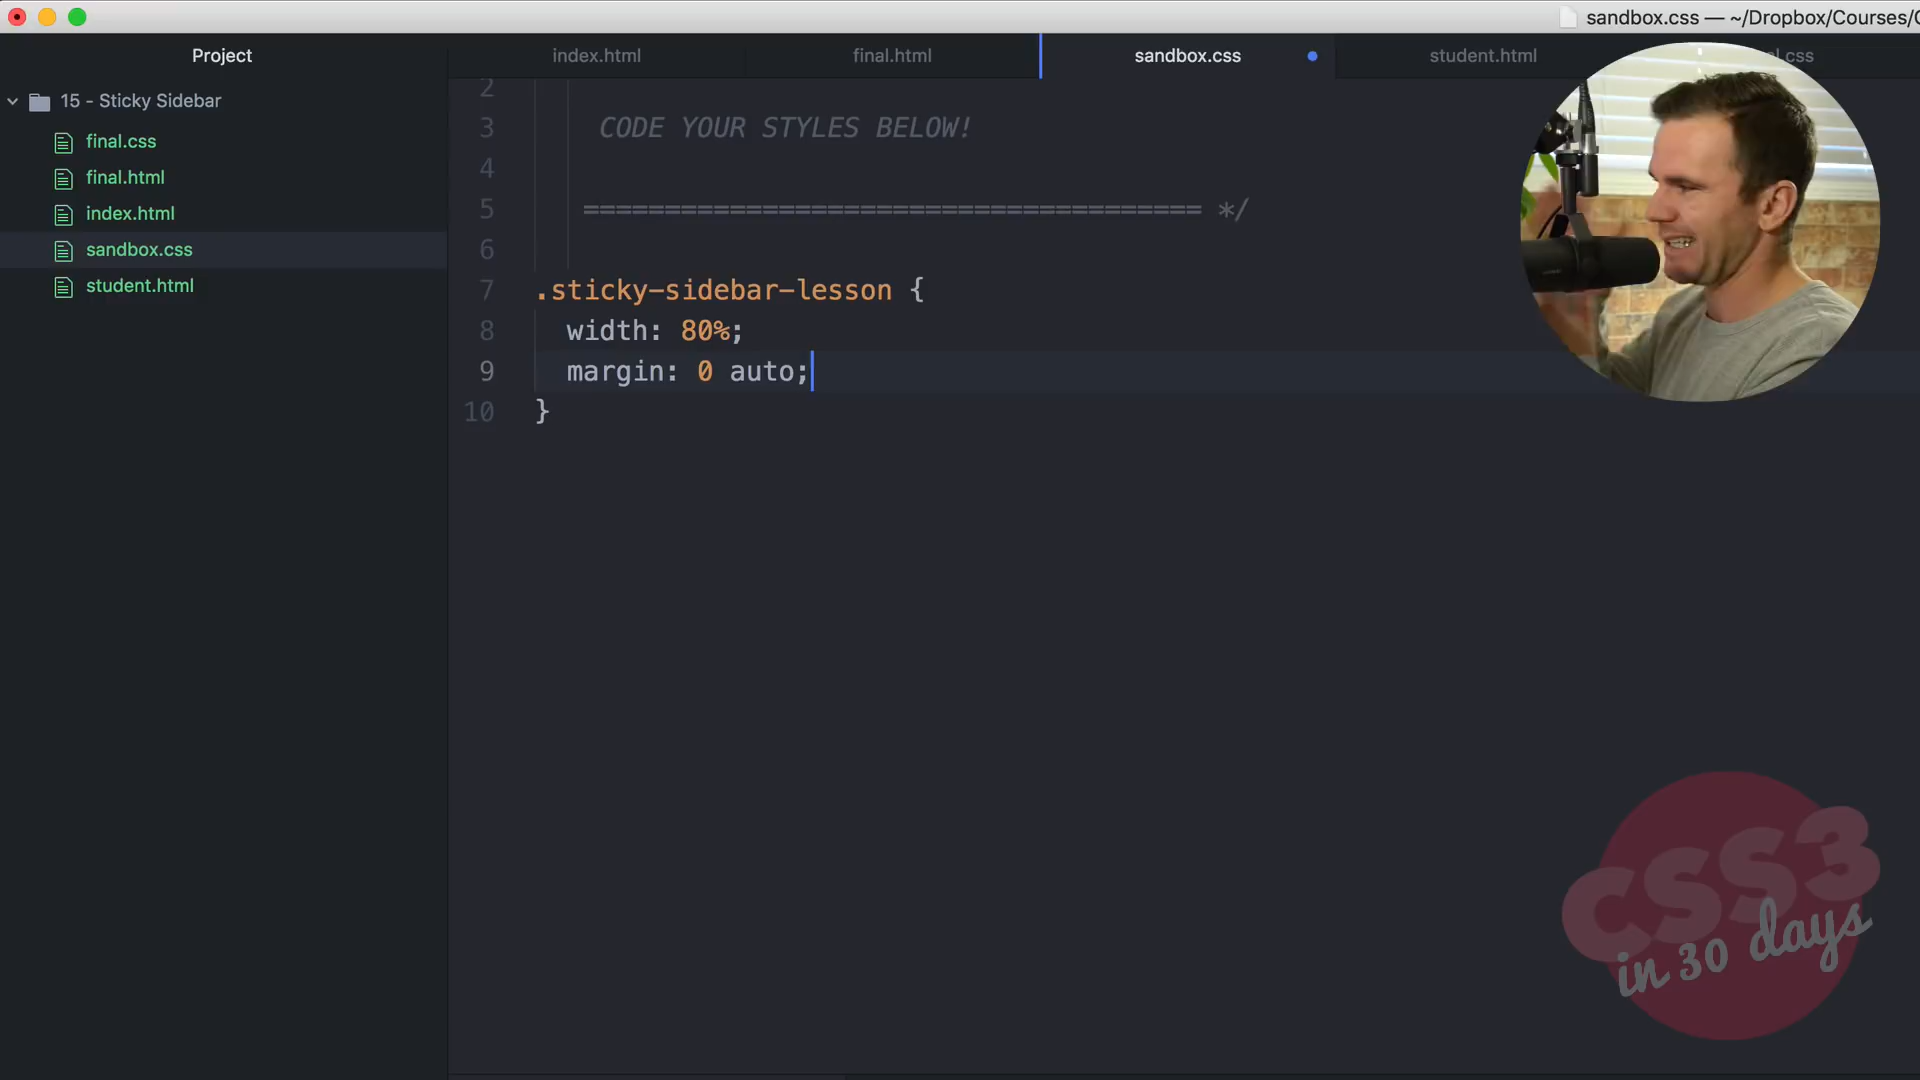 sandbox.css — ~/Dropbox/Courses/
Project
index.html
final.html
sandbox.css
student.html
.css
15 - Sticky Sidebar
final.css
final.html
index.html
sandbox.css
student.html
2
3 CODE YOUR STYLES BELOW!
4
5 ====================================== */
6
7 .sticky-sidebar-lesson {
8 width: 80%;
9 margin: 0 auto;
10 }
CSS3
in 30 days